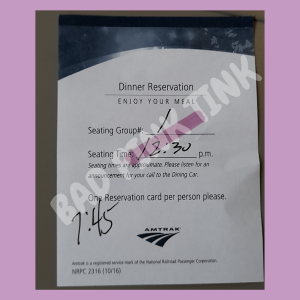 Dinner Reservation
ENJOY YOUR MEAL
Seating Group#: 1
Seating Time: p.m.
Seating times are approximate. Please listen for an
announcement for your call to the Dining Car.
One Reservation card per person please.
7:45
AMTRAK
Amtrak is a registered service mark of the National Railroad Passenger Corporation.
NRPC 2316 (10/16)